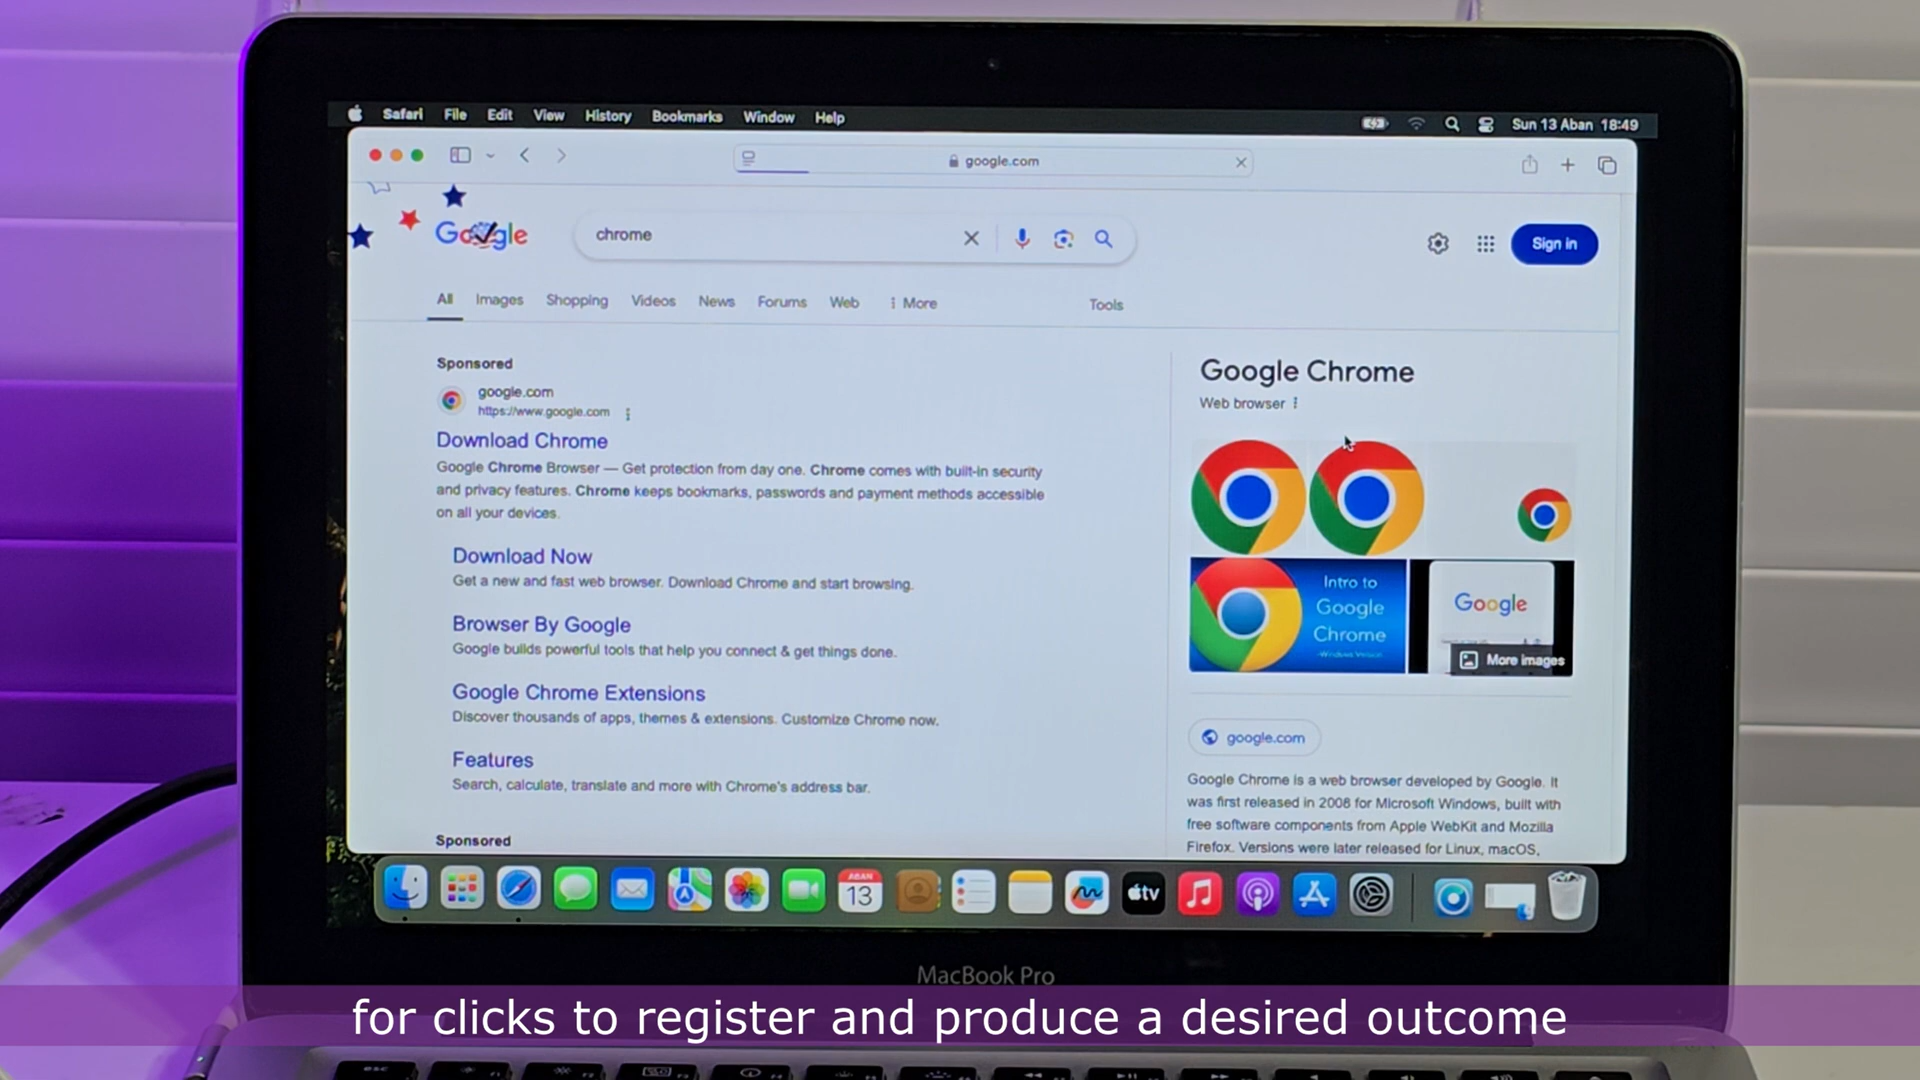 Safari File Edit View History Bookmarks Window Help
Sun 13 Aban 18:49
google.com
Google
chrome
Sign in
All Images Shopping Videos News Forums Web More Tools
Sponsored
google.com
https://www.google.com
Download Chrome
Google Chrome Browser — Get protection from day one. Chrome comes with built-in security
and privacy features. Chrome keeps bookmarks, passwords and payment methods accessible
on all your devices.
Download Now
Get a new and fast web browser. Download Chrome and start browsing.
Browser By Google
Google builds powerful tools that help you connect & get things done.
Google Chrome Extensions
Discover thousands of apps, themes & extensions. Customize Chrome now.
Features
Search, calculate, translate and more with Chrome's address bar.
Sponsored
Google Chrome
Web browser
Intro to
Google
Chrome
Google
More images
google.com
Google Chrome is a web browser developed by Google. It
was first released in 2008 for Microsoft Windows, built with
free software components from Apple WebKit and Mozilla
Firefox. Versions were later released for Linux, macOS,
ABAN
13
tv
MacBook Pro
for clicks to register and produce a desired outcome
esc